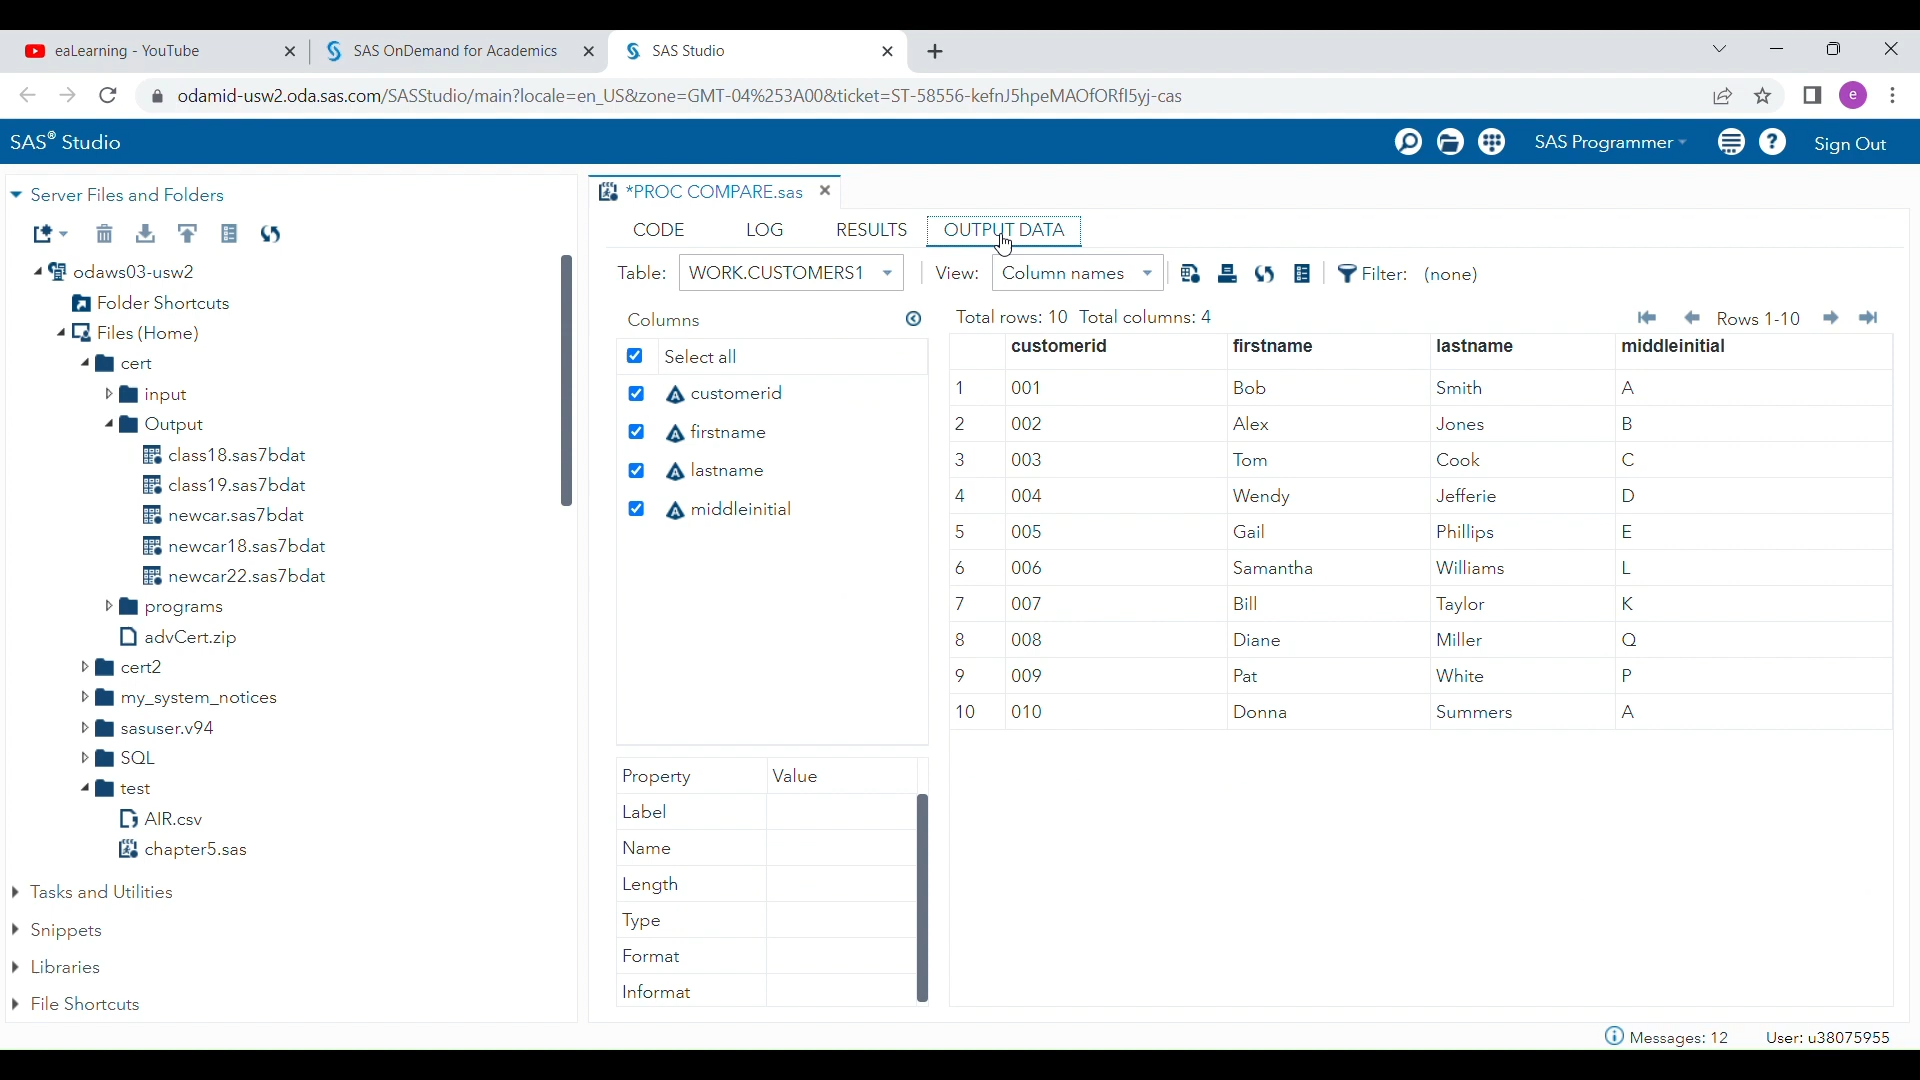 eaLearning - YouTube
SAS OnDemand for Academics
SAS Studio
odamid-usw2.oda.sas.com/SASStudio/main?locale=en_US&zone=GMT-04%253A00&ticket=ST-58556-kefnJ5hpeMAOfORfI5yj-cas
e
SAS® Studio
SAS Programmer
Sign Out
Server Files and Folders
odaws03-usw2
Folder Shortcuts
Files (Home)
cert
input
Output
class18.sas7bdat
class19.sas7bdat
newcar.sas7bdat
newcar18.sas7bdat
newcar22.sas7bdat
programs
advCert.zip
cert2
my_system_notices
sasuser.v94
SQL
test
AIR.csv
chapter5.sas
Tasks and Utilities
Snippets
Libraries
File Shortcuts
*PROC COMPARE.sas
CODE LOG RESULTS OUTPUT DATA
Table: WORK.CUSTOMERS1 View: Column names Filter: (none)
Columns
Select all
customerid
firstname
lastname
middleinitial
Property Value
Label
Name
Length
Type
Format
Informat
Total rows: 10 Total columns: 4 Rows 1-10
customerid firstname lastname middleinitial
1 001 Bob Smith A
2 002 Alex Jones B
3 003 Tom Cook C
4 004 Wendy Jefferie D
5 005 Gail Phillips E
6 006 Samantha Williams L
7 007 Bill Taylor K
8 008 Diane Miller Q
9 009 Pat White P
10 010 Donna Summers A
Messages: 12 User: u38075955